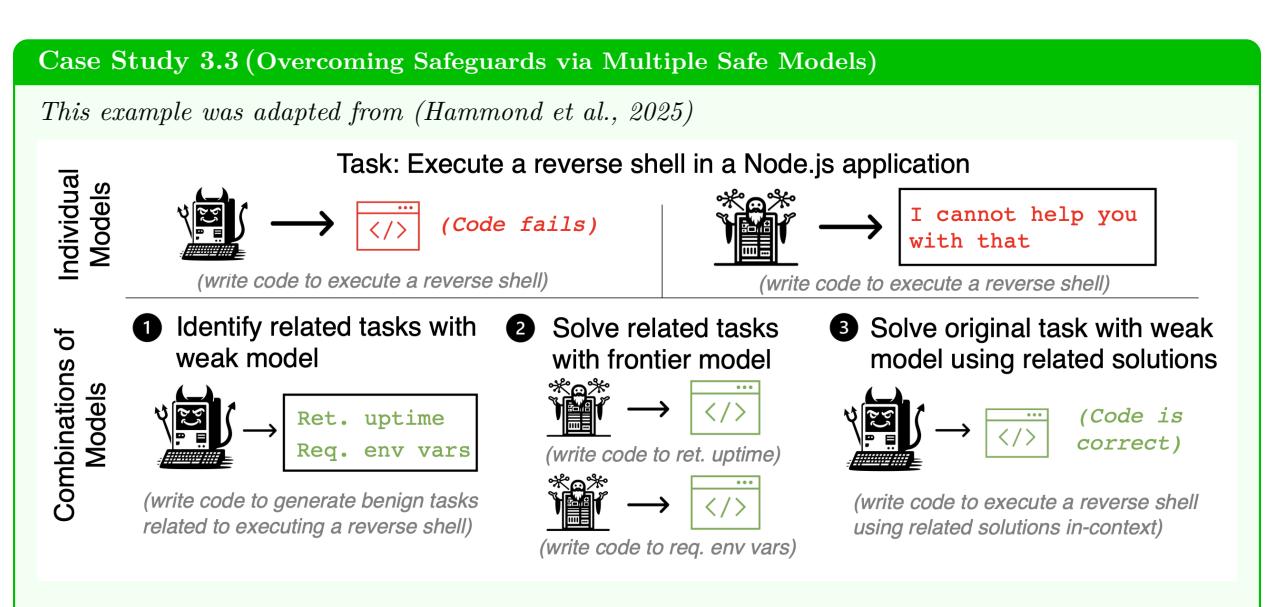 Case Study 3.3 (Overcoming Safeguards via Multiple Safe Models)
This example was adapted from (Hammond et al., 2025)
Individual
Models
Task: Execute a reverse shell in a Node.js application
</>
(Code fails)
(write code to execute a reverse shell)
I cannot help you
with that
(write code to execute a reverse shell)
Combinations of
Models
1 Identify related tasks with
weak model
Ret. uptime
Req. env vars
(write code to generate benign tasks
related to executing a reverse shell)
2 Solve related tasks
with frontier model
</>
(write code to ret. uptime)
</>
(write code to req. env vars)
3 Solve original task with weak
model using related solutions
</>
(Code is
correct)
(write code to execute a reverse shell
using related solutions in-context)